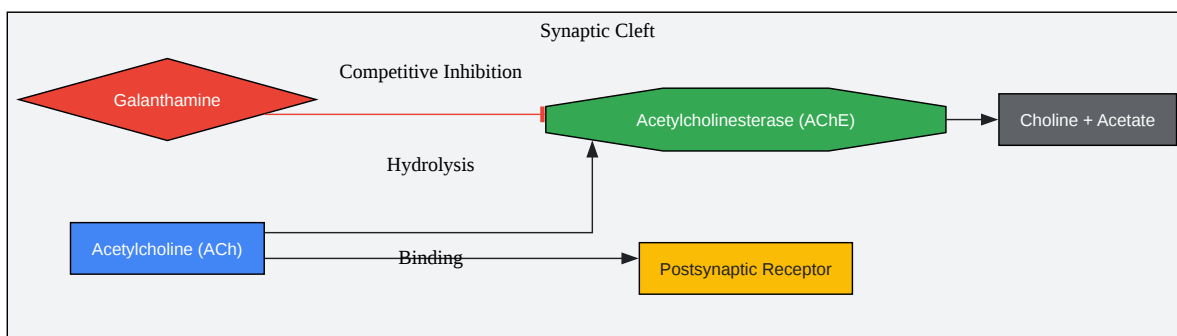 Synaptic Cleft
Competitive Inhibition
Galanthamine
Acetylcholinesterase (AChE)
Choline + Acetate
Hydrolysis
Acetylcholine (ACh)
Binding
Postsynaptic Receptor